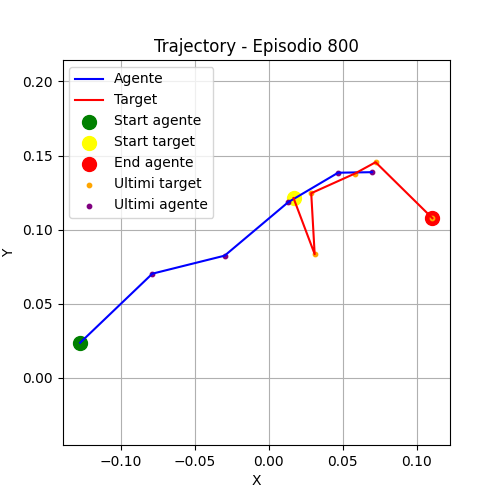 Trajectory - Episodio 800
Agente
Target
Start agente
Start target
End agente
Ultimi target
Ultimi agente
0.20
0.15
0.10
0.05
0.00
Y
−0.10
−0.05
0.00
0.05
0.10
X